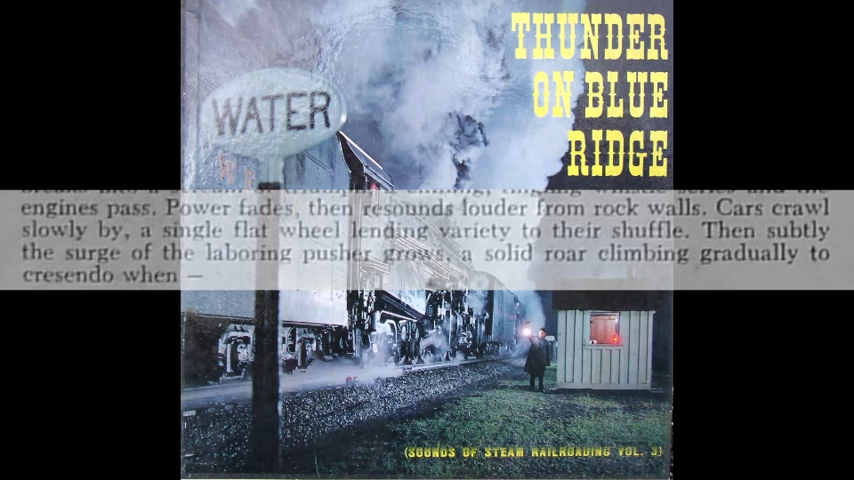 THUNDER
ON BLUE
RIDGE
WATER
engines pass. Power fades, then resounds louder from rock walls. Cars crawl
slowly by, a single flat wheel lending variety to their shuffle. Then subtly
the surge of the laboring pusher grows, a solid roar climbing gradually to
cresendo when —
(SOUNDS OF STEAM RAILROADING VOL. 3)